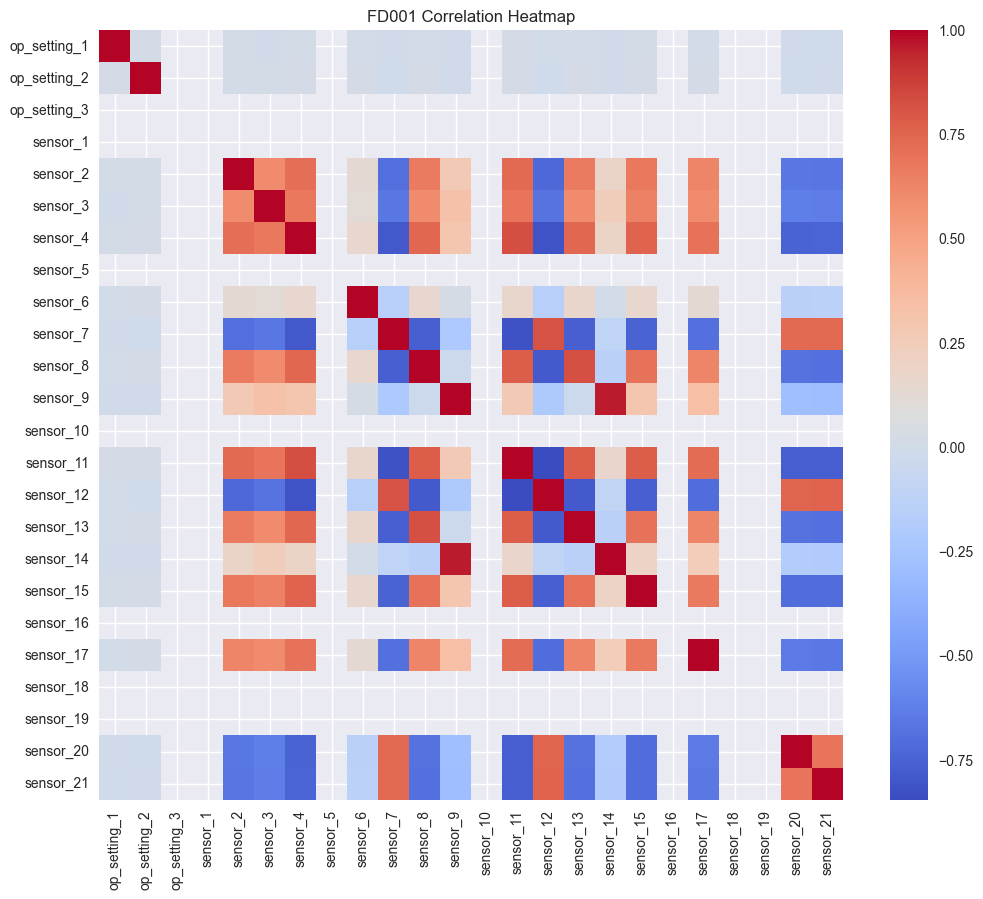 FD001 Correlation Heatmap
op_setting_1
op_setting_2
op_setting_3
sensor_1
sensor_2
sensor_3
sensor_4
sensor_5
sensor_6
sensor_7
sensor_8
sensor_9
sensor_10
sensor_11
sensor_12
sensor_13
sensor_14
sensor_15
sensor_16
sensor_17
sensor_18
sensor_19
sensor_20
sensor_21
op_setting_1
op_setting_2
op_setting_3
sensor_1
sensor_2
sensor_3
sensor_4
sensor_5
sensor_6
sensor_7
sensor_8
sensor_9
sensor_10
sensor_11
sensor_12
sensor_13
sensor_14
sensor_15
sensor_16
sensor_17
sensor_18
sensor_19
sensor_20
sensor_21
1.00
0.75
0.50
0.25
0.00
−0.25
−0.50
−0.75